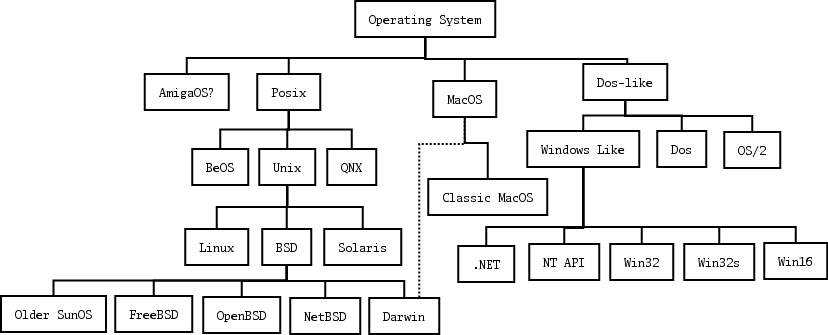 Operating System
AmigaOS?
Posix
MacOS
Dos-like
BeOS
Unix
QNX
Windows Like
Dos
OS/2
Classic MacOS
Linux
BSD
Solaris
.NET
NT API
Win32
Win32s
Win16
Older SunOS
FreeBSD
OpenBSD
NetBSD
Darwin